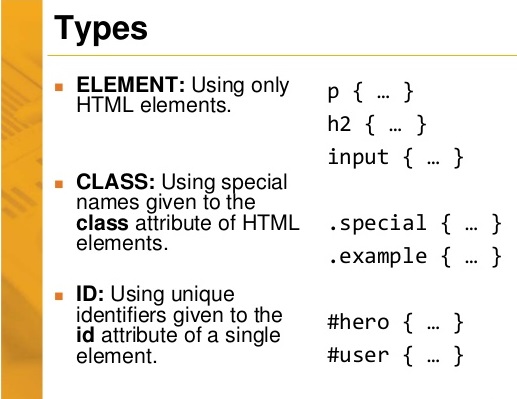 Types
ELEMENT: Using only
HTML elements.
p { … }
h2 { … }
input { … }
CLASS: Using special
names given to the
class attribute of HTML
elements.
.special { … }
.example { … }
ID: Using unique
identifiers given to the
id attribute of a single
element.
#hero { … }
#user { … }